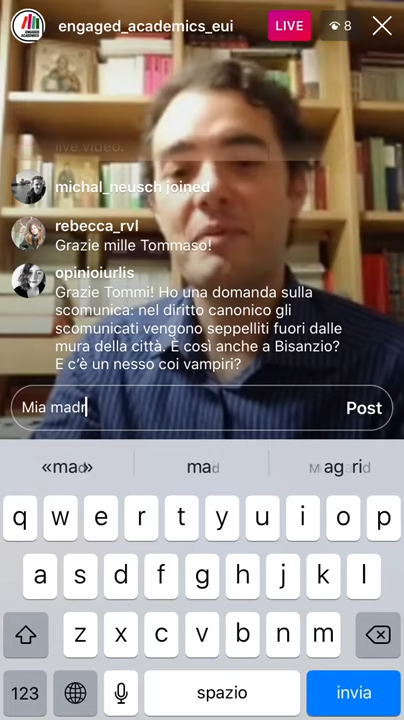 engaged_academics_eui
LIVE
8
live video.
michal_neusch joined
rebecca_rvl
Grazie mille Tommaso!
opinioiurlis
Grazie Tommi! Ho una domanda sulla
scomunica: nel diritto canonico gli
scomunicati vengono seppelliti fuori dalle
mura della città. È così anche a Bisanzio?
E c'è un nesso coi vampiri?
Mia madr
Post
q w e r t y u i o p
a s d f g h j k l
z x c v b n m
123
spazio
invia